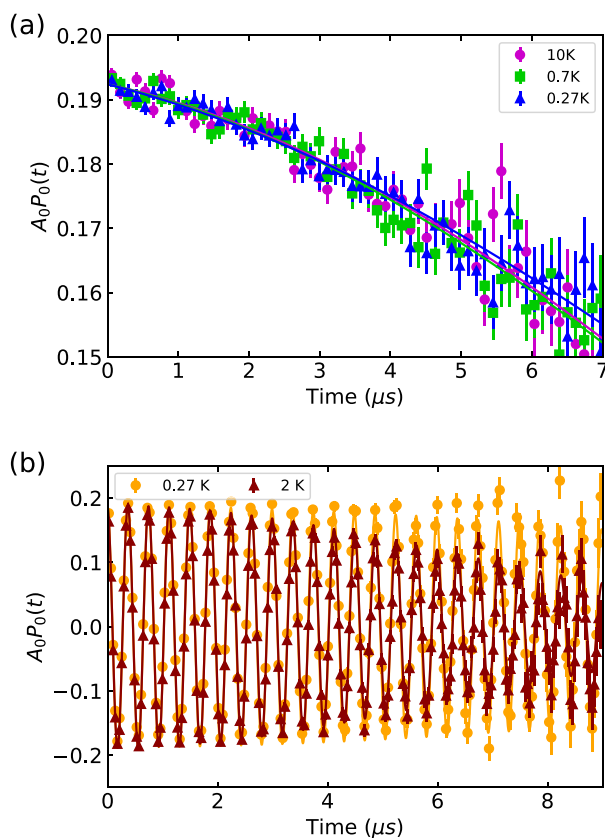 (a)
0.20
0.19
0.18
0.17
0.16
0.15
A₀P₀(t)
10K
0.7K
0.27K
0 1 2 3 4 5 6 7
Time (μs)
(b)
0.2
0.1
0.0
−0.1
−0.2
A₀P₀(t)
0.27 K 2 K
0 2 4 6 8
Time (μs)